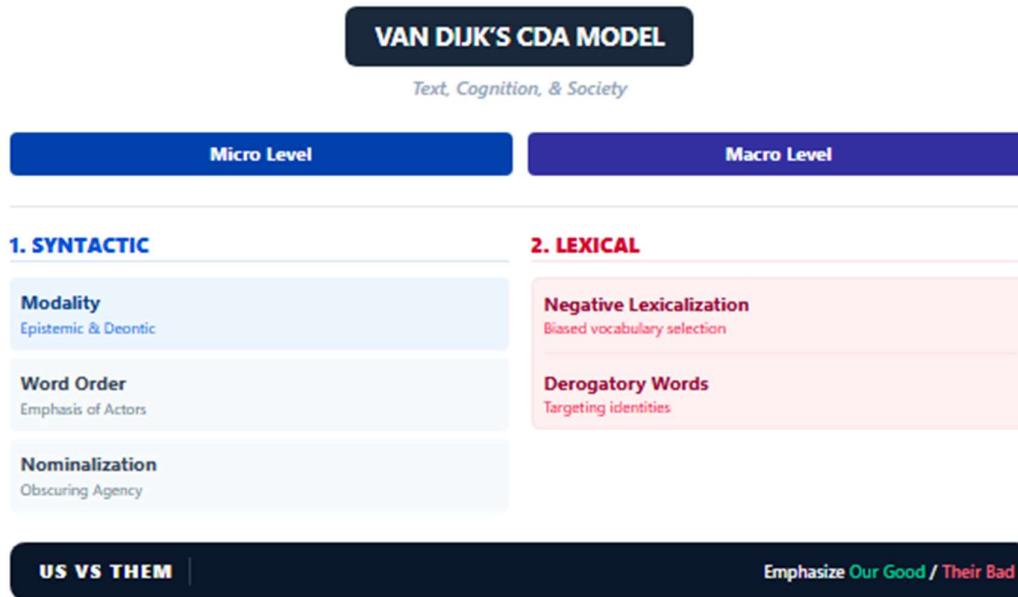 VAN DIJK'S CDA MODEL
Text, Cognition, & Society
Micro Level
Macro Level
1. SYNTACTIC
Modality
Epistemic & Deontic
Word Order
Emphasis of Actors
Nominalization
Obscuring Agency
2. LEXICAL
Negative Lexicalization
Biased vocabulary selection
Derogatory Words
Targeting identities
US VS THEM
Emphasize Our Good / Their Bad